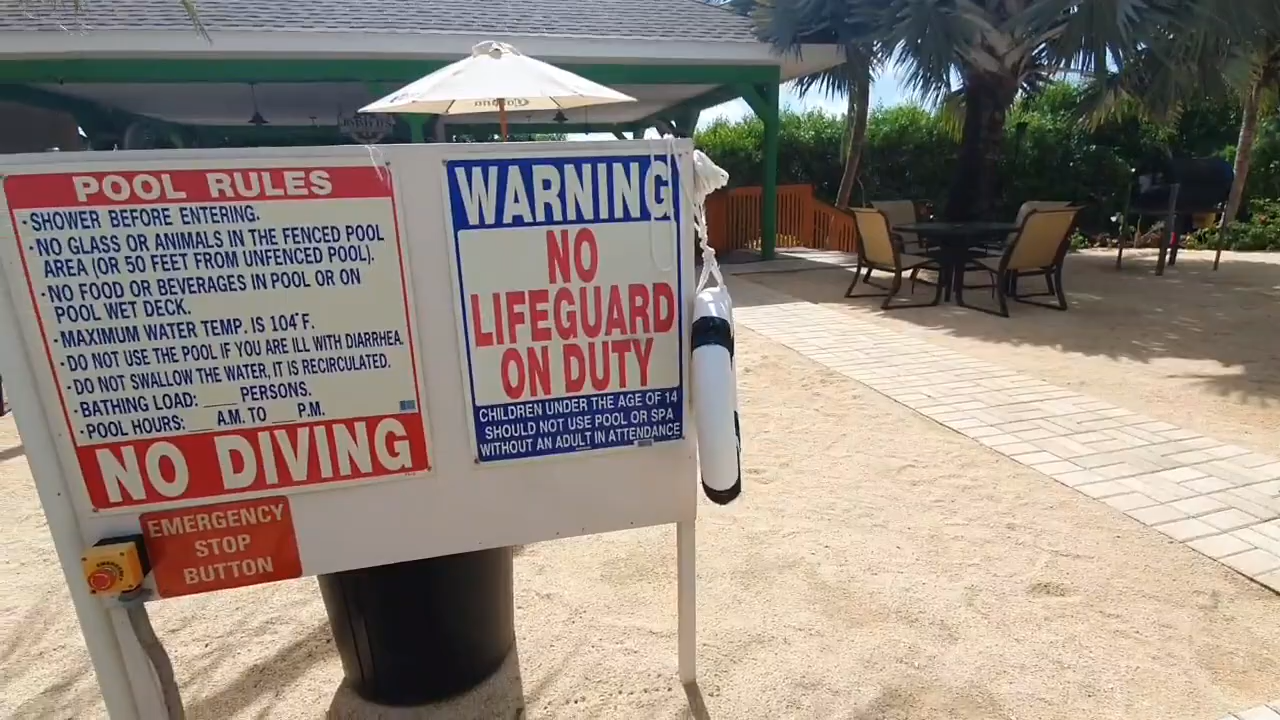 POOL RULES
· SHOWER BEFORE ENTERING.
· NO GLASS OR ANIMALS IN THE FENCED POOL
AREA (OR 50 FEET FROM UNFENCED POOL).
· NO FOOD OR BEVERAGES IN POOL OR ON
POOL WET DECK.
· MAXIMUM WATER TEMP. IS 104°F.
· DO NOT USE THE POOL IF YOU ARE ILL WITH DIARRHEA.
· DO NOT SWALLOW THE WATER, IT IS RECIRCULATED.
· BATHING LOAD: ___ PERSONS.
· POOL HOURS: ___ A.M. TO ___ P.M.
NO DIVING
EMERGENCY
STOP
BUTTON
WARNING
NO
LIFEGUARD
ON DUTY
CHILDREN UNDER THE AGE OF 14
SHOULD NOT USE POOL OR SPA
WITHOUT AN ADULT IN ATTENDANCE
Corona